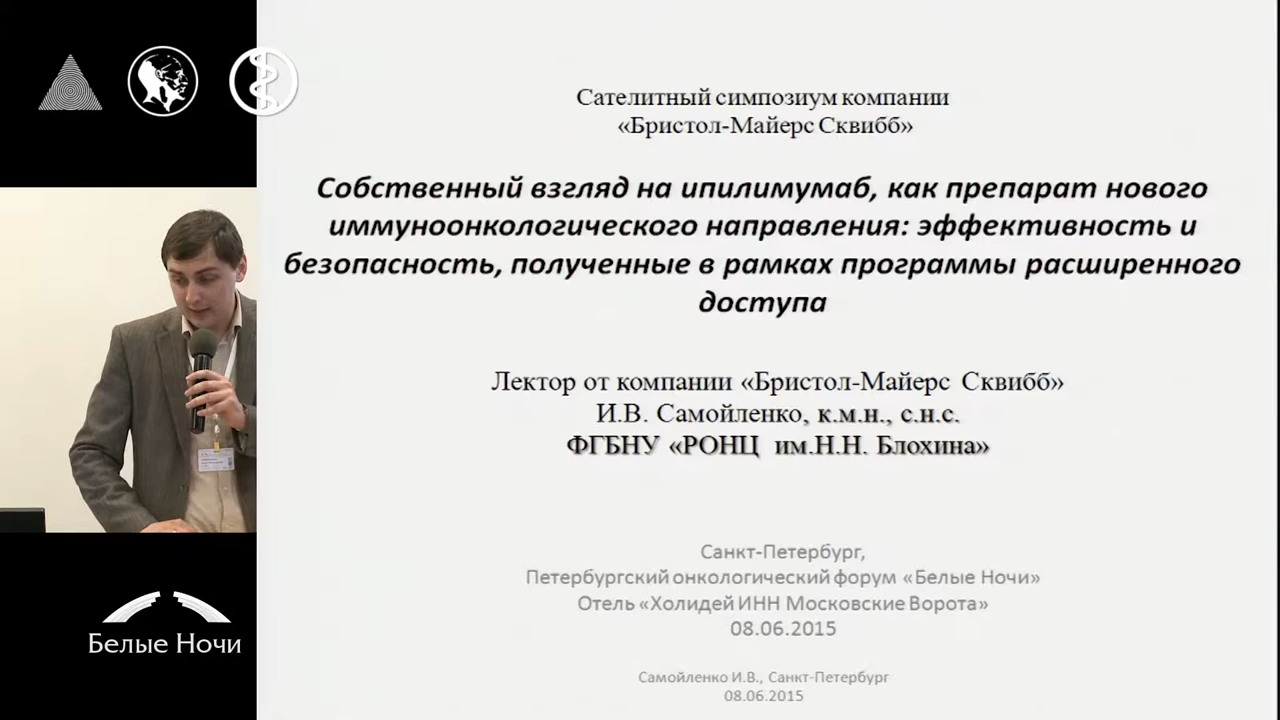 Сателитный симпозиум компании
«Бристол-Майерс Сквибб»
Собственный взгляд на ипилимумаб, как препарат нового
иммуноонкологического направления: эффективность и
безопасность, полученные в рамках программы расширенного
доступа
Лектор от компании «Бристол-Майерс Сквибб»
И.В. Самойленко, к.м.н., с.н.с.
ФГБНУ «РОНЦ им.Н.Н. Блохина»
Санкт-Петербург,
Петербургский онкологический форум «Белые Ночи»
Отель «Холидей ИНН Московские Ворота»
08.06.2015
Самойленко И.В., Санкт-Петербург
08.06.2015
Белые Ночи